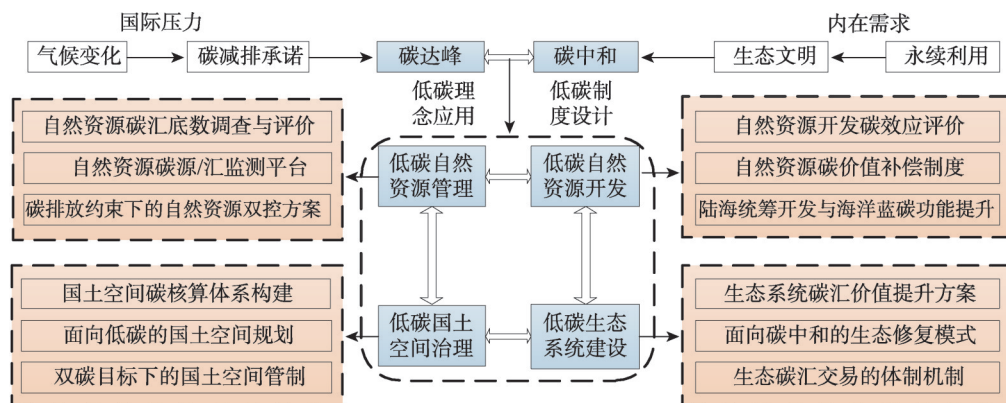 国际压力
内在需求
气候变化
碳减排承诺
碳达峰
碳中和
生态文明
永续利用
低碳理
念应用
低碳制
度设计
自然资源碳汇底数调查与评价
自然资源碳源/汇监测平台
碳排放约束下的自然资源双控方案
低碳自然
资源管理
低碳自然
资源开发
自然资源开发碳效应评价
自然资源碳价值补偿制度
陆海统筹开发与海洋蓝碳功能提升
国土空间碳核算体系构建
面向低碳的国土空间规划
双碳目标下的国土空间管制
低碳国土
空间治理
低碳生态
系统建设
生态系统碳汇价值提升方案
面向碳中和的生态修复模式
生态碳汇交易的体制机制